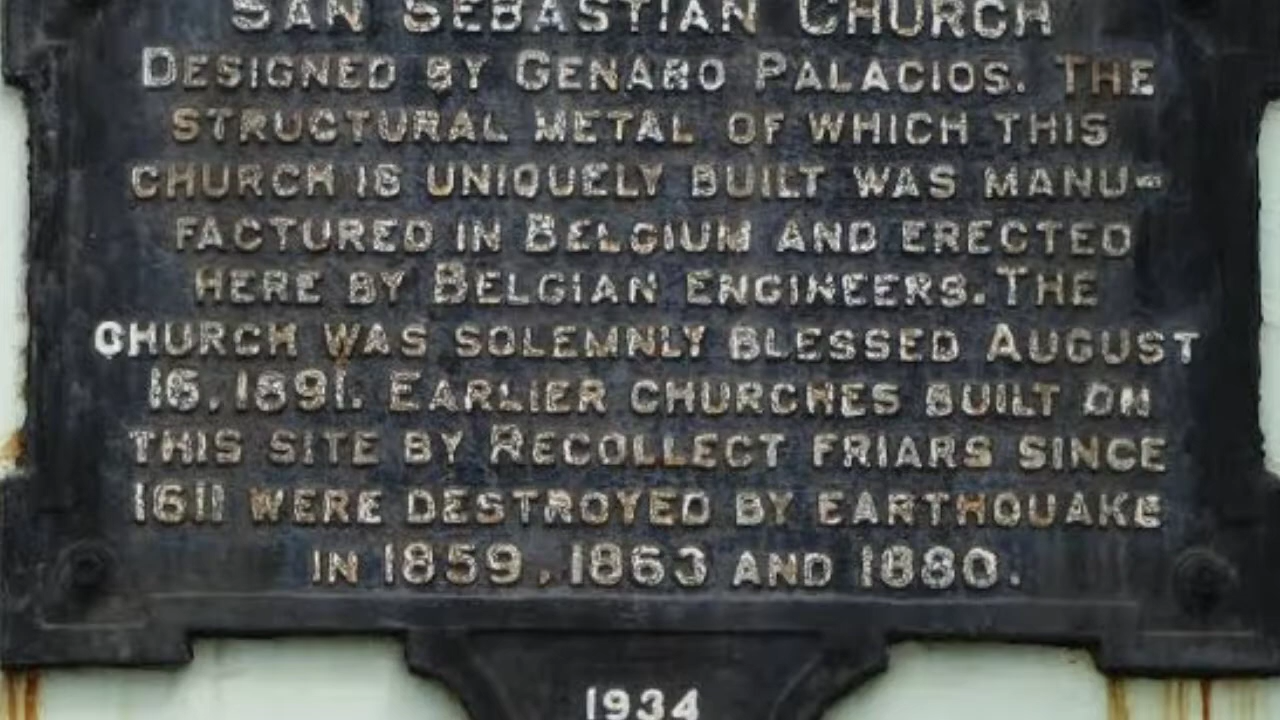 SAN SEBASTIAN CHURCH
DESIGNED BY GENARO PALACIOS. THE
STRUCTURAL METAL OF WHICH THIS
CHURCH IS UNIQUELY BUILT WAS MANU-
FACTURED IN BELGIUM AND ERECTED
HERE BY BELGIAN ENGINEERS. THE
CHURCH WAS SOLEMNLY BLESSED AUGUST
16, 1891. EARLIER CHURCHES BUILT ON
THIS SITE BY RECOLLECT FRIARS SINCE
1611 WERE DESTROYED BY EARTHQUAKE
IN 1859, 1863 AND 1880.
1934